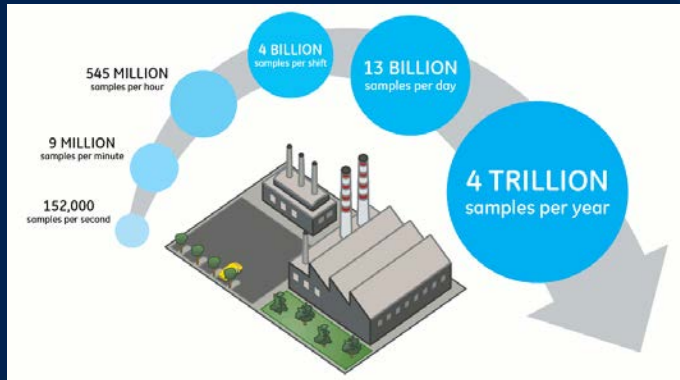 152,000
samples per second
9 MILLION
samples per minute
545 MILLION
samples per hour
4 BILLION
samples per shift
13 BILLION
samples per day
4 TRILLION
samples per year